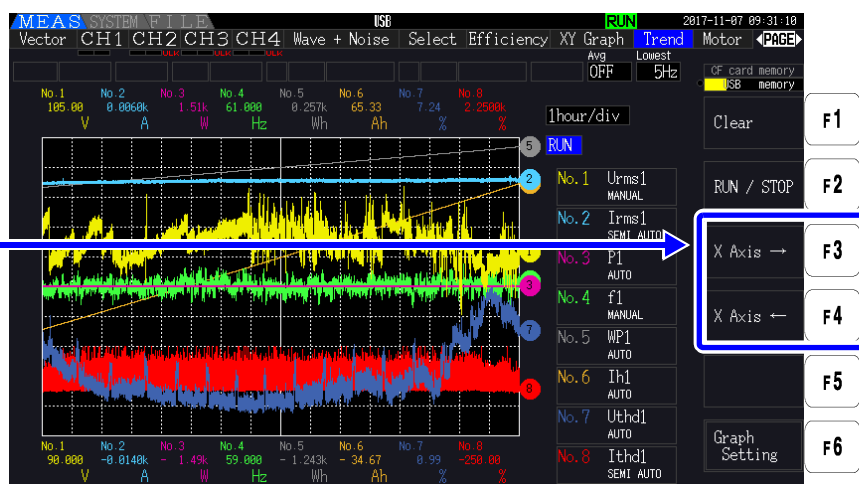 MEAS SYSTEM FILE USB RUN 2017-11-07 09:31:10
Vector CH1 CH2 CH3 CH4 Wave + Noise Select Efficiency XY Graph Trend Motor PAGE
Avg Lowest
OFF 5Hz
CF card memory
USB memory
No.1 No.2 No.3 No.4 No.5 No.6 No.7 No.8
105.00 0.0060k 1.51k 61.000 0.257k 65.33 7.24 2.2500k
V A W Hz Wh Ah % %
1hour/div
RUN
Clear F1
RUN / STOP F2
X Axis → F3
X Axis ← F4
F5
Graph
Setting F6
5
2
1
3
7
8
No.1 Urms1
MANUAL
No.2 Irms1
SEMI AUTO
No.3 P1
AUTO
No.4 f1
MANUAL
No.5 WP1
AUTO
No.6 Ih1
AUTO
No.7 Uthd1
AUTO
No.8 Ithd1
SEMI AUTO
No.1 No.2 No.3 No.4 No.5 No.6 No.7 No.8
90.000 -0.0140k - 1.49k 59.000 - 1.243k - 34.67 0.99 -250.00
V A W Hz Wh Ah % %